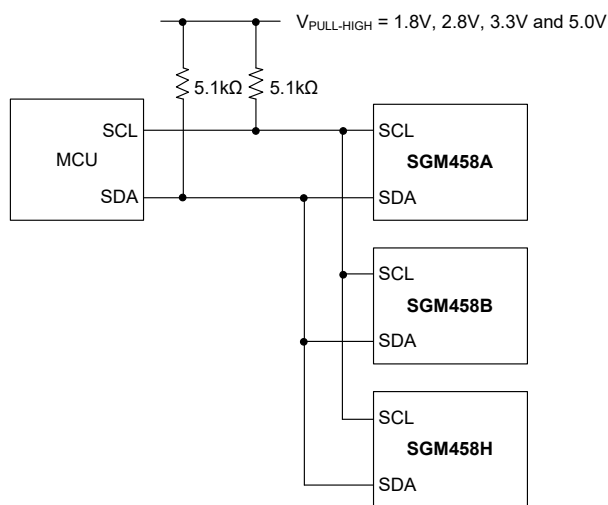 VPULL-HIGH = 1.8V, 2.8V, 3.3V and 5.0V
5.1kΩ
5.1kΩ
MCU
SCL
SDA
SCL
SGM458A
SDA
SCL
SGM458B
SDA
SCL
SGM458H
SDA